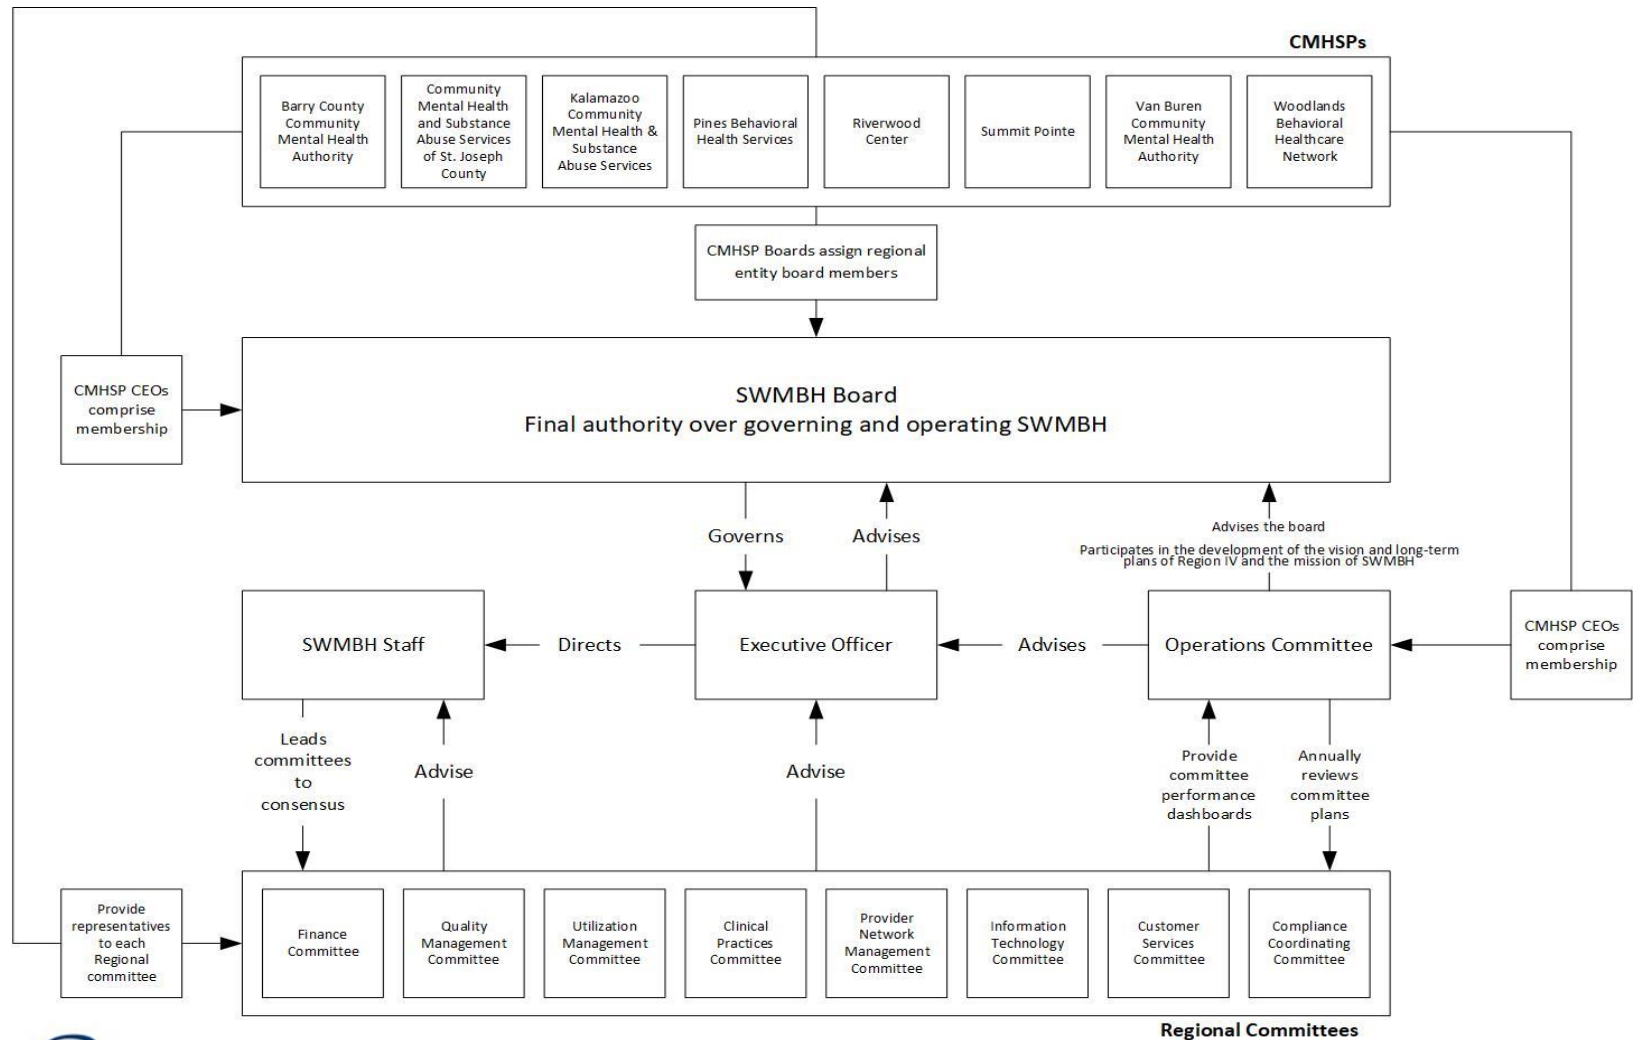 CMHSPs
Barry County
Community
Mental Health
Authority
Community
Mental Health
and Substance
Abuse Services
of St. Joseph
County
Kalamazoo
Community
Mental Health &
Substance
Abuse Services
Pines Behavioral
Health Services
Riverwood
Center
Summit Pointe
Van Buren
Community
Mental Health
Authority
Woodlands
Behavioral
Healthcare
Network
CMHSP Boards assign regional
entity board members
CMHSP CEOs
comprise
membership
SWMBH Board
Final authority over governing and operating SWMBH
Governs
Advises
Advises the board
Participates in the development of the vision and long-term
plans of Region IV and the mission of SWMBH
SWMBH Staff
Directs
Executive Officer
Advises
Operations Committee
CMHSP CEOs
comprise
membership
Leads
committees
to
consensus
Advise
Advise
Provide
committee
performance
dashboards
Annually
reviews
committee
plans
Provide
representatives
to each
Regional
committee
Finance
Committee
Quality
Management
Committee
Utilization
Management
Committee
Clinical
Practices
Committee
Provider
Network
Management
Committee
Information
Technology
Committee
Customer
Services
Committee
Compliance
Coordinating
Committee
Regional Committees